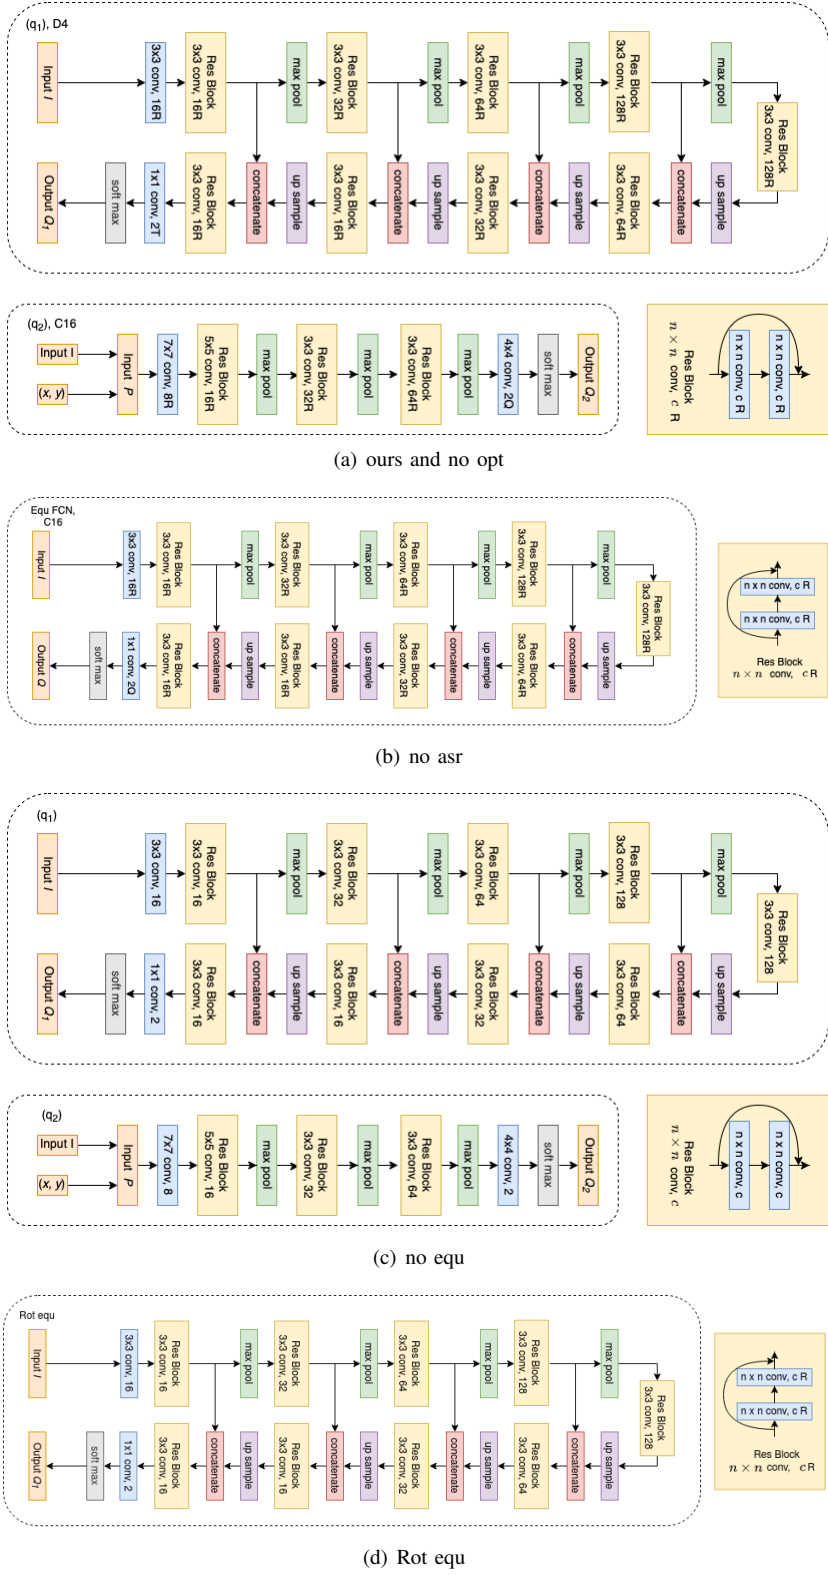 (q1), D4
Input I
3x3 conv, 16R
Res Block
3x3 conv, 16R
max pool
Res Block
3x3 conv, 32R
max pool
Res Block
3x3 conv, 64R
max pool
Res Block
3x3 conv, 128R
max pool
Res Block
3x3 conv, 128R
Output Q1
soft max
1x1 conv, 2T
Res Block
3x3 conv, 16R
concatenate
up sample
Res Block
3x3 conv, 16R
concatenate
up sample
Res Block
3x3 conv, 32R
concatenate
up sample
Res Block
3x3 conv, 64R
concatenate
up sample
(q2), C16
Input I
(x, y)
Input P
7x7 conv, 8R
Res Block
5x5 conv, 16R
max pool
Res Block
3x3 conv, 32R
max pool
Res Block
3x3 conv, 64R
max pool
4x4 conv, 2Q
soft max
Output Q2
Res Block
n × n conv, c R
n x n conv, c R
n x n conv, c R
(a) ours and no opt
Equ FCN,
C16
Input I
3x3 conv, 16R
Res Block
3x3 conv, 16R
max pool
Res Block
3x3 conv, 32R
max pool
Res Block
3x3 conv, 64R
max pool
Res Block
3x3 conv, 128R
max pool
Res Block
3x3 conv, 128R
Output Q
soft max
1x1 conv, 2Q
Res Block
3x3 conv, 16R
concatenate
up sample
Res Block
3x3 conv, 16R
concatenate
up sample
Res Block
3x3 conv, 32R
concatenate
up sample
Res Block
3x3 conv, 64R
concatenate
up sample
n x n conv, c R
n x n conv, c R
Res Block
n × n conv, c R
(b) no asr
(q1)
Input I
3x3 conv, 16
Res Block
3x3 conv, 16
max pool
Res Block
3x3 conv, 32
max pool
Res Block
3x3 conv, 64
max pool
Res Block
3x3 conv, 128
max pool
Res Block
3x3 conv, 128
Output Q1
soft max
1x1 conv, 2
Res Block
3x3 conv, 16
concatenate
up sample
Res Block
3x3 conv, 16
concatenate
up sample
Res Block
3x3 conv, 32
concatenate
up sample
Res Block
3x3 conv, 64
concatenate
up sample
(q2)
Input I
(x, y)
Input P
7x7 conv, 8
Res Block
5x5 conv, 16
max pool
Res Block
3x3 conv, 32
max pool
Res Block
3x3 conv, 64
max pool
4x4 conv, 2
soft max
Output Q2
Res Block
n × n conv, c
n x n conv, c
n x n conv, c
(c) no equ
Rot equ
Input I
3x3 conv, 16
Res Block
3x3 conv, 16
max pool
Res Block
3x3 conv, 32
max pool
Res Block
3x3 conv, 64
max pool
Res Block
3x3 conv, 128
max pool
Res Block
3x3 conv, 128
Output Q1
soft max
1x1 conv, 2
Res Block
3x3 conv, 16
concatenate
up sample
Res Block
3x3 conv, 16
concatenate
up sample
Res Block
3x3 conv, 32
concatenate
up sample
Res Block
3x3 conv, 64
concatenate
up sample
n x n conv, c R
n x n conv, c R
Res Block
n × n conv, c R
(d) Rot equ